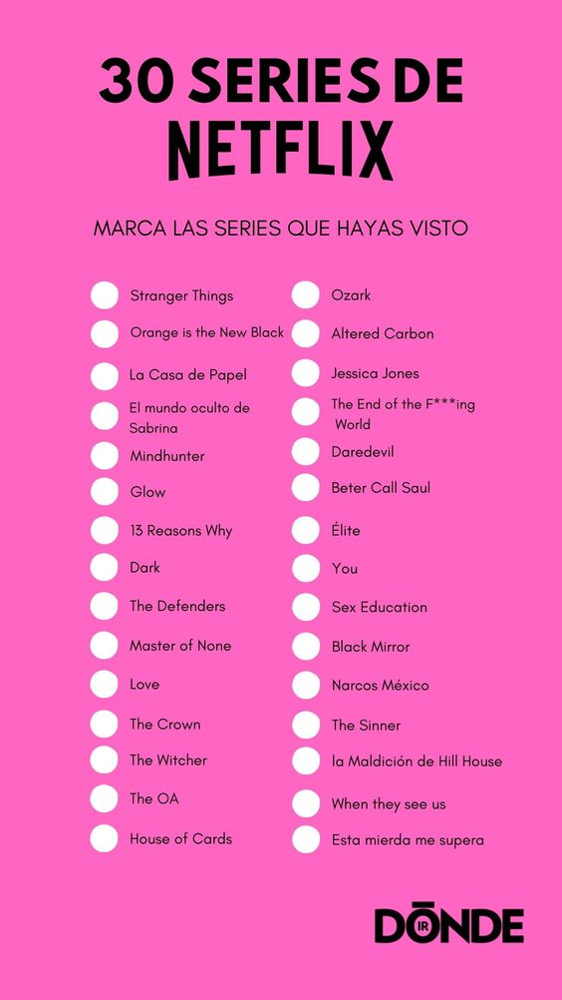 30 SERIES DE
NETFLIX
MARCA LAS SERIES QUE HAYAS VISTO
Stranger Things
Orange is the New Black
La Casa de Papel
El mundo oculto de
Sabrina
Mindhunter
Glow
13 Reasons Why
Dark
The Defenders
Master of None
Love
The Crown
The Witcher
The OA
House of Cards
Ozark
Altered Carbon
Jessica Jones
The End of the F***ing
World
Daredevil
Beter Call Saul
Élite
You
Sex Education
Black Mirror
Narcos México
The Sinner
la Maldición de Hill House
When they see us
Esta mierda me supera
DŌNDE
IR